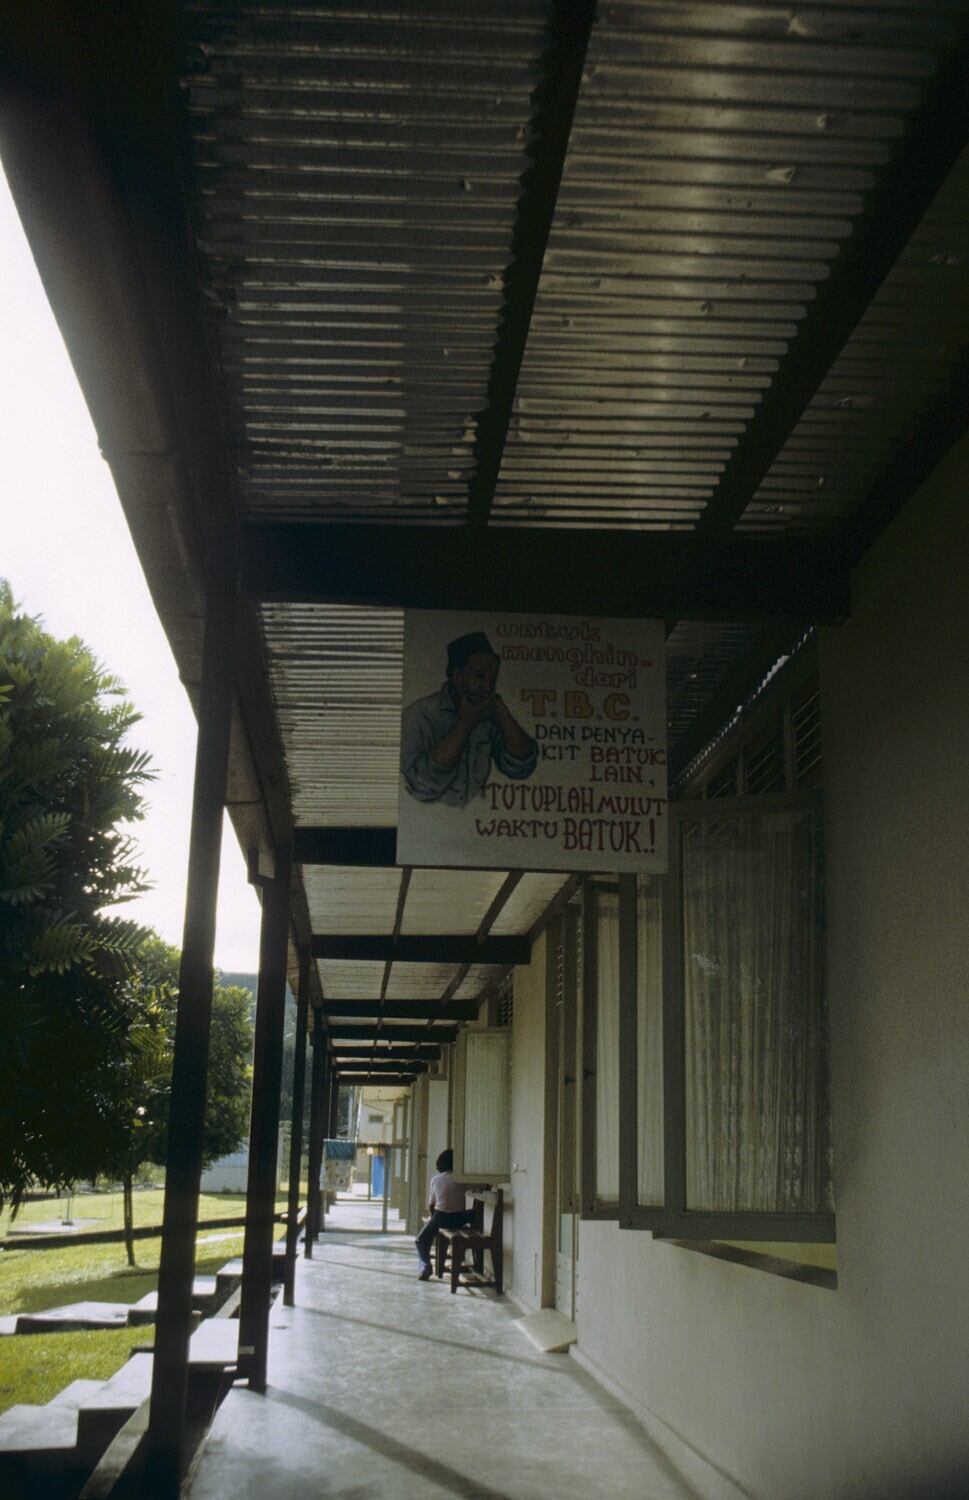 untuk
menghin-
dari
T.B.C.
DAN PENYA-
KIT BATUK
LAIN,
TUTUPLAH MULUT
WAKTU BATUK.!